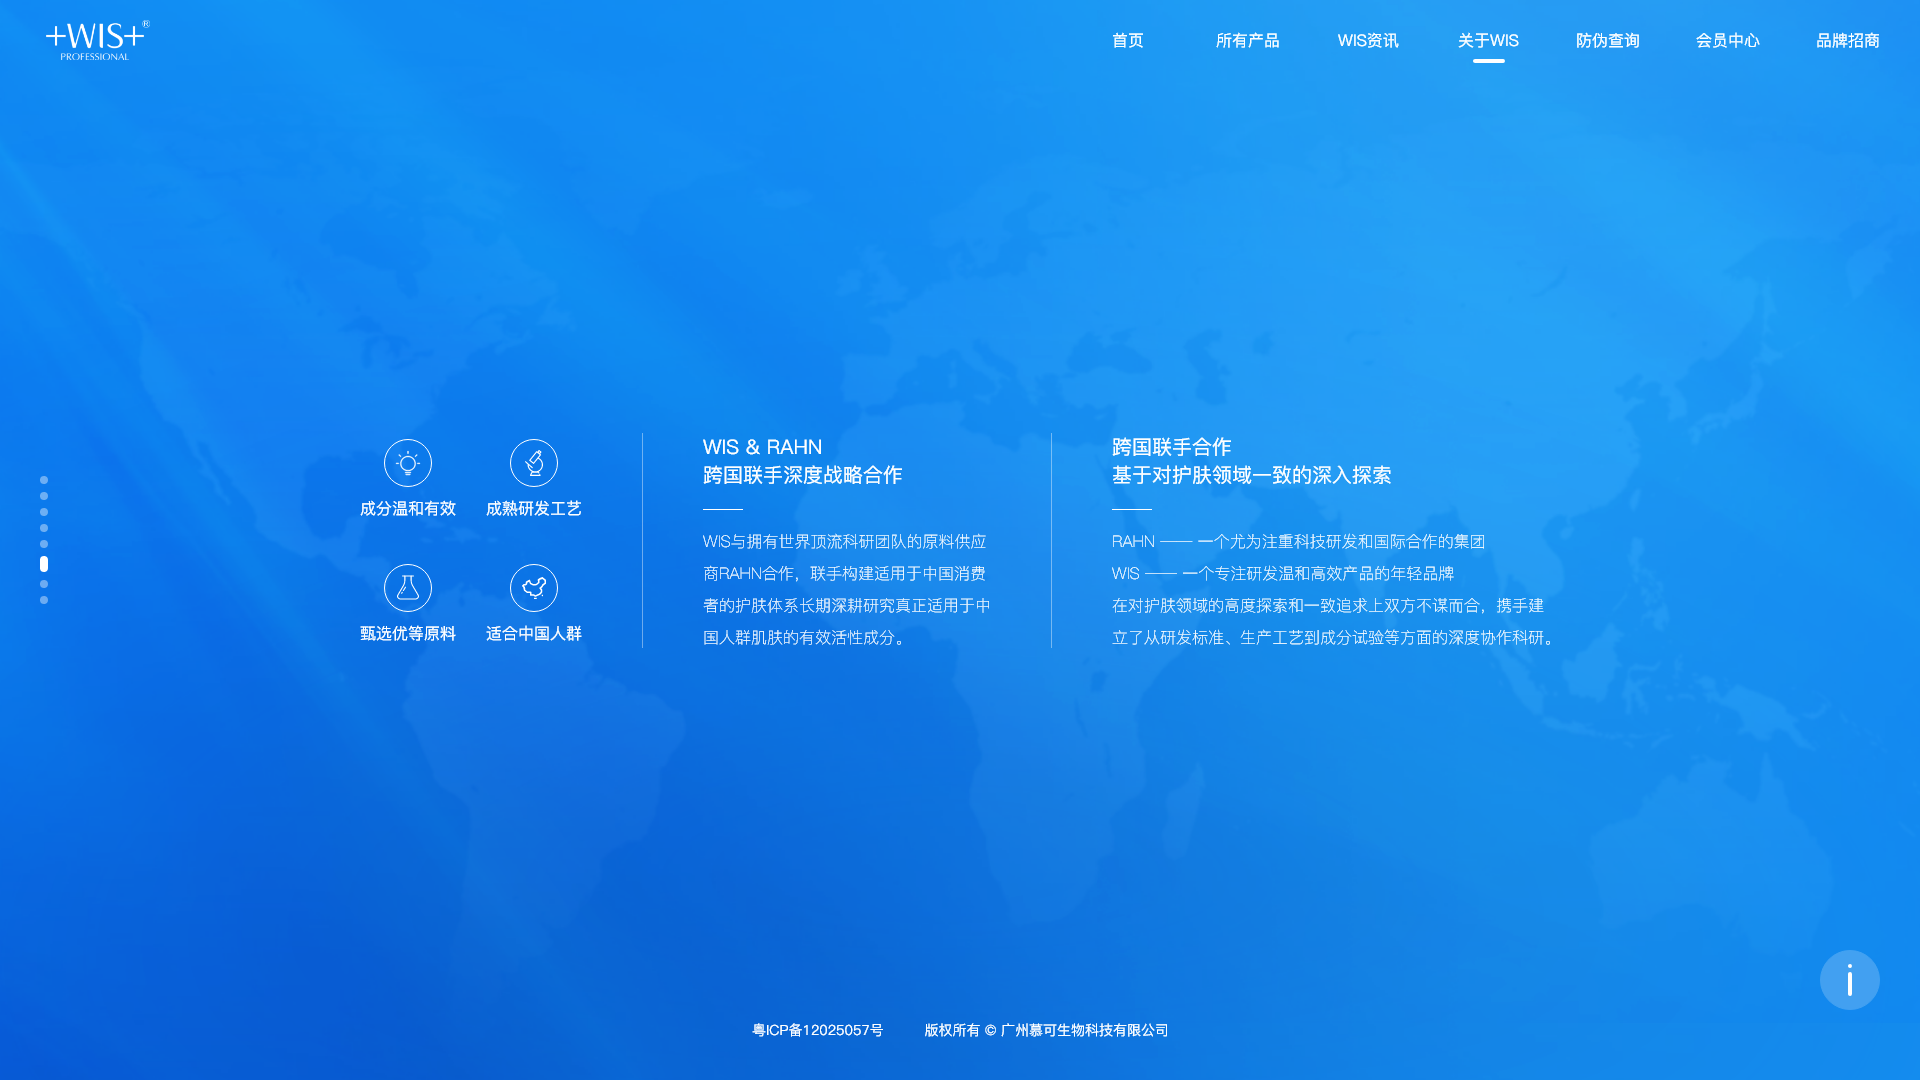 +WIS+®
PROFESSIONAL
首页
所有产品
WIS资讯
关于WIS
防伪查询
会员中心
品牌招商
成分温和有效
成熟研发工艺
甄选优等原料
适合中国人群
WIS & RAHN
跨国联手深度战略合作
WIS与拥有世界顶流科研团队的原料供应
商RAHN合作，联手构建适用于中国消费
者的护肤体系长期深耕研究真正适用于中
国人群肌肤的有效活性成分。
跨国联手合作
基于对护肤领域一致的深入探索
RAHN —— 一个尤为注重科技研发和国际合作的集团
WIS —— 一个专注研发温和高效产品的年轻品牌
在对护肤领域的高度探索和一致追求上双方不谋而合，携手建
立了从研发标准、生产工艺到成分试验等方面的深度协作科研。
粤ICP备12025057号
版权所有 © 广州慕可生物科技有限公司